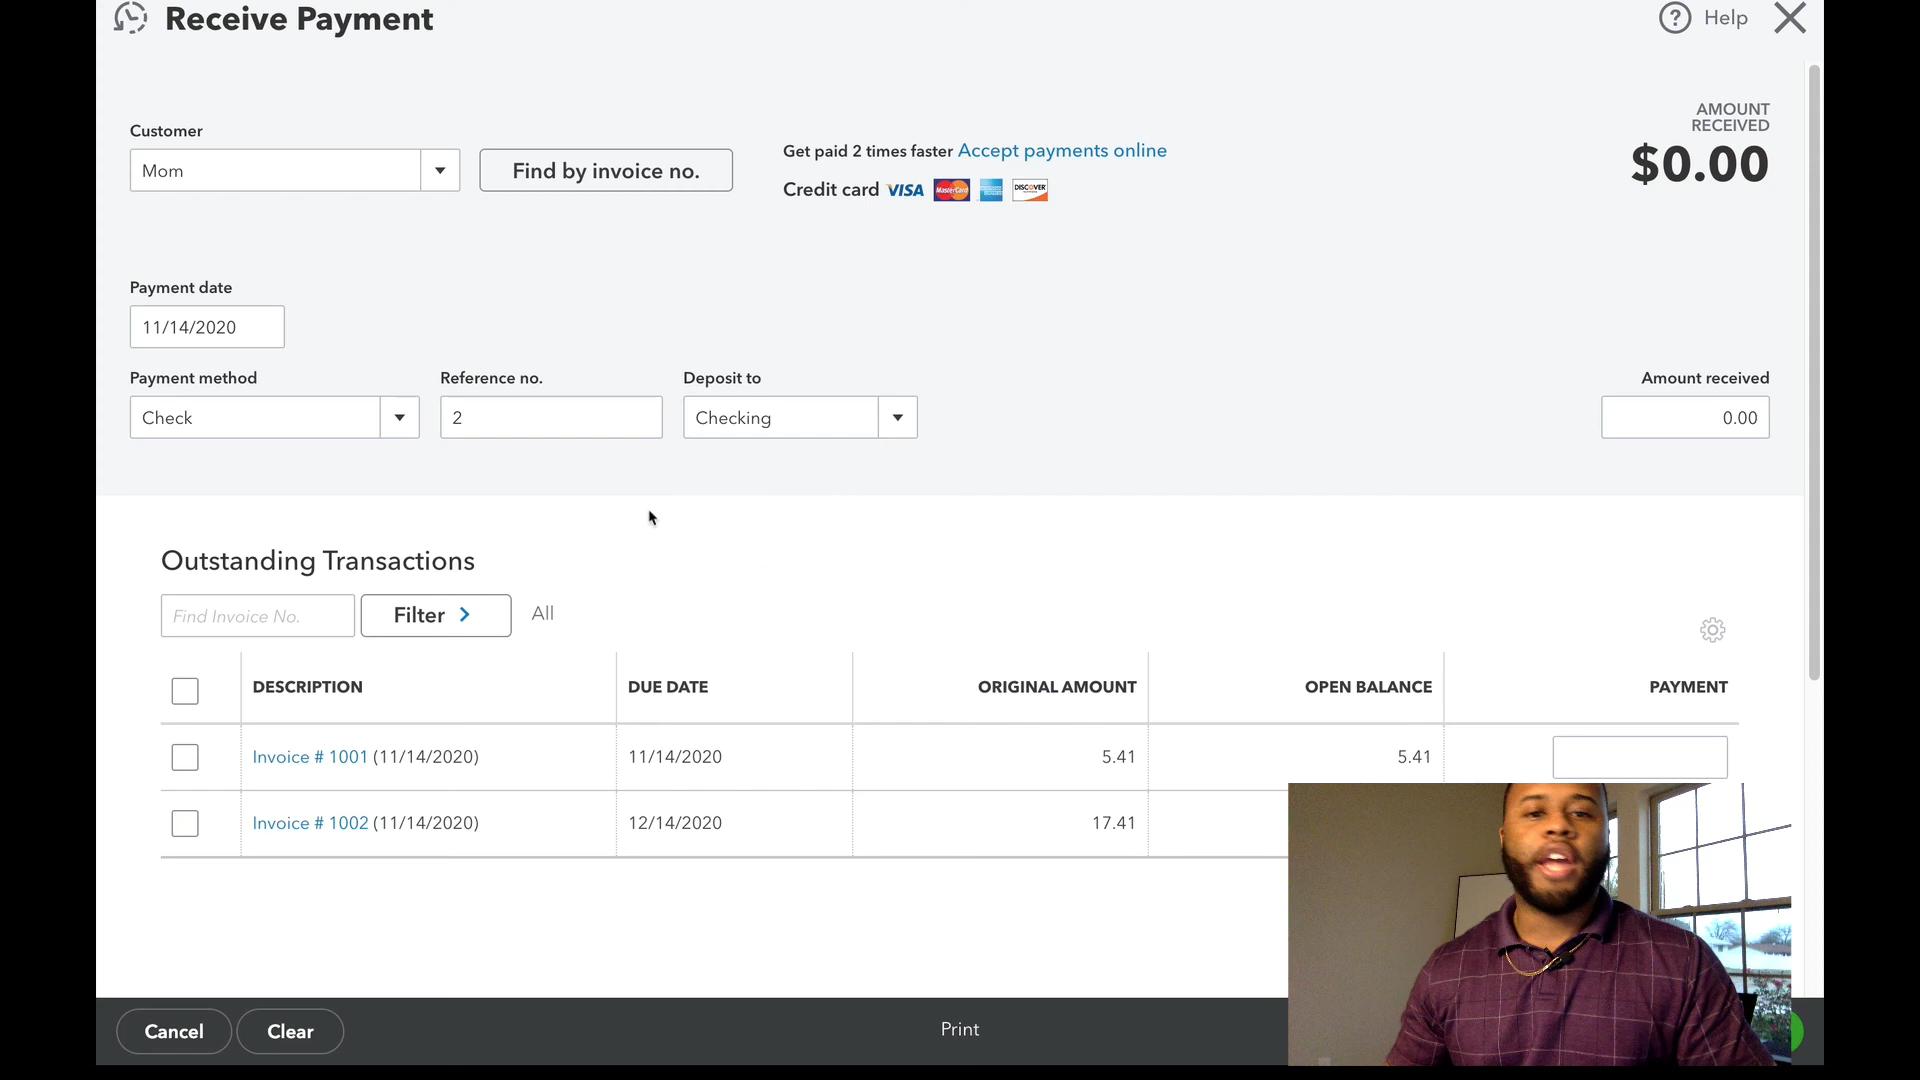 Receive Payment
? Help
AMOUNT
RECEIVED
$0.00
Customer
Mom
Find by invoice no.
Get paid 2 times faster Accept payments online
Credit card VISA MasterCard AMERICAN EXPRESS DISCOVER
Payment date
11/14/2020
Payment method
Reference no.
Deposit to
Amount received
Check
2
Checking
0.00
Outstanding Transactions
Find Invoice No.
Filter
All
DESCRIPTION DUE DATE ORIGINAL AMOUNT OPEN BALANCE PAYMENT
Invoice # 1001 (11/14/2020) 11/14/2020 5.41 5.41
Invoice # 1002 (11/14/2020) 12/14/2020 17.41
Cancel
Clear
Print